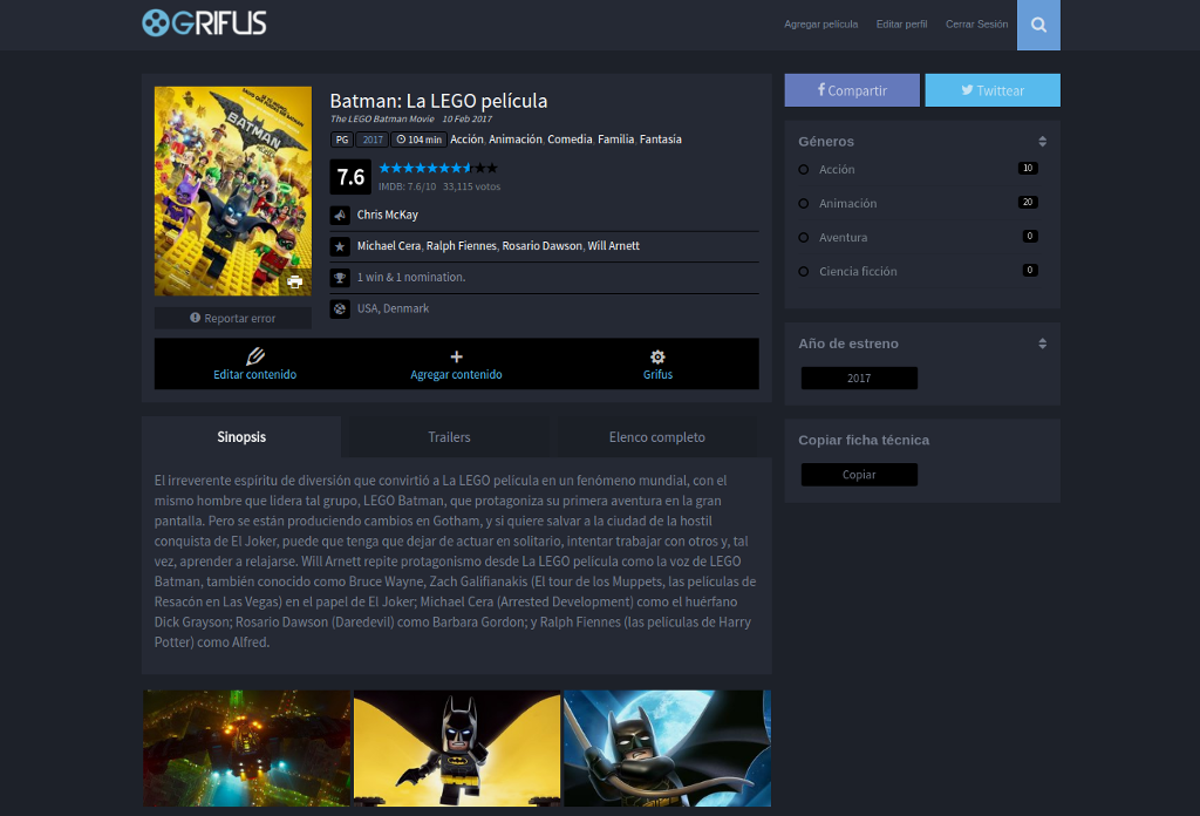 GRIFUS
Agregar película Editar perfil Cerrar Sesión
BATMAN
Reportar error
Batman: La LEGO película
The LEGO Batman Movie 10 Feb 2017
PG 2017 104 min Acción, Animación, Comedia, Familia, Fantasia
7.6
IMDB: 7.6/10 33,115 votos
Chris McKay
Michael Cera, Ralph Fiennes, Rosario Dawson, Will Arnett
1 win & 1 nomination.
USA, Denmark
Editar contenido Agregar contenido Grifus
Sinopsis Trailers Elenco completo
El irreverente espíritu de diversión que convirtió a La LEGO película en un fenómeno mundial, con el
mismo hombre que lidera tal grupo, LEGO Batman, que protagoniza su primera aventura en la gran
pantalla. Pero se están produciendo cambios en Gotham, y si quiere salvar a la ciudad de la hostil
conquista de El Joker, puede que tenga que dejar de actuar en solitario, intentar trabajar con otros y, tal
vez, aprender a relajarse. Will Arnett repite protagonismo desde La LEGO película como la voz de LEGO
Batman, también conocido como Bruce Wayne, Zach Galifianakis (El tour de los Muppets, las películas de
Resacón en Las Vegas) en el papel de El Joker; Michael Cera (Arrested Development) como el huérfano
Dick Grayson; Rosario Dawson (Daredevil) como Barbara Gordon; y Ralph Fiennes (las películas de Harry
Potter) como Alfred.
Compartir Twittear
Géneros
Acción 10
Animación 20
Aventura 0
Ciencia ficción 0
Año de estreno
2017
Copiar ficha técnica
Copiar